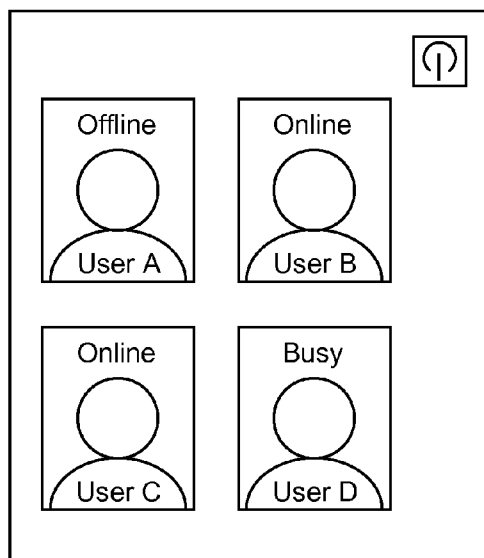 Offline
User A
Online
User B
Online
User C
Busy
User D